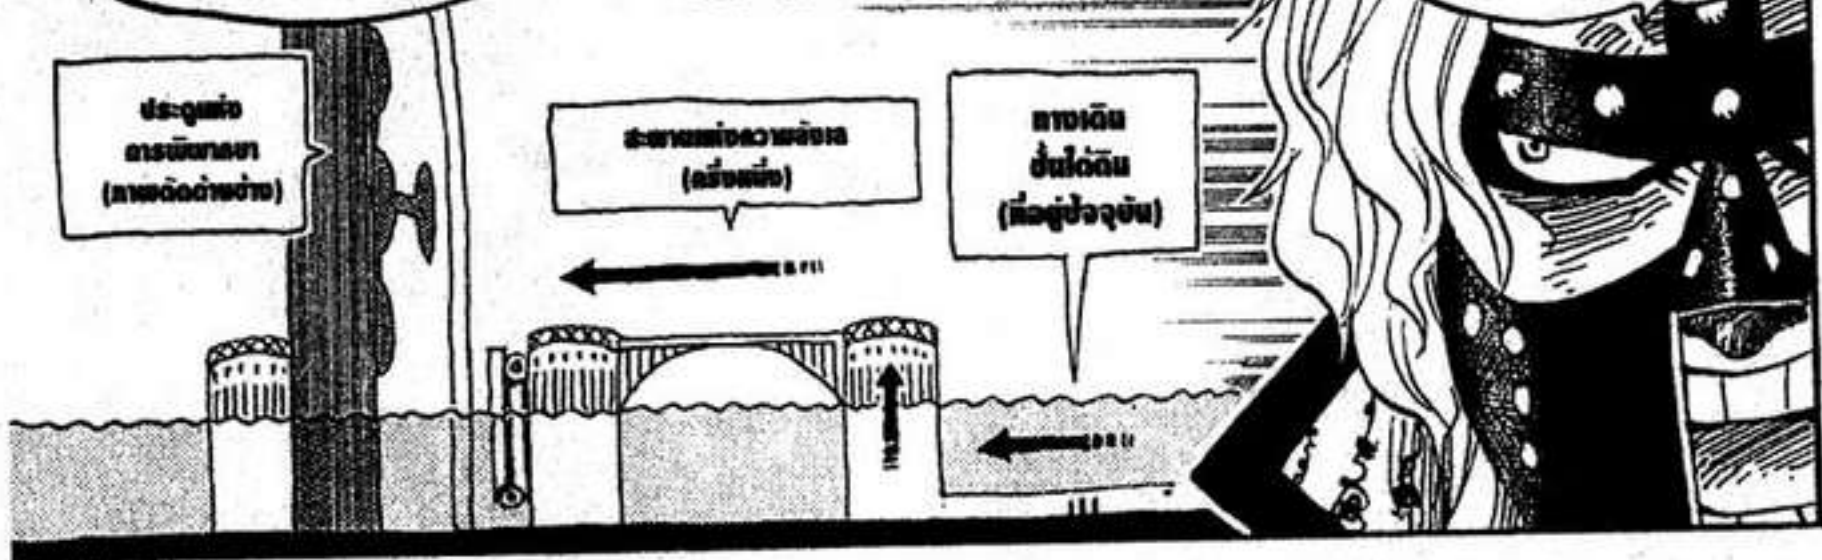 ประตูแห่ง
การพิพากษา
(ภาพตัดด้านข้าง)
สะพานแห่งความลังเล
(ครึ่งหนึ่ง)
ทางเดิน
ชั้นใต้ดิน
(ที่อยู่ปัจจุบัน)